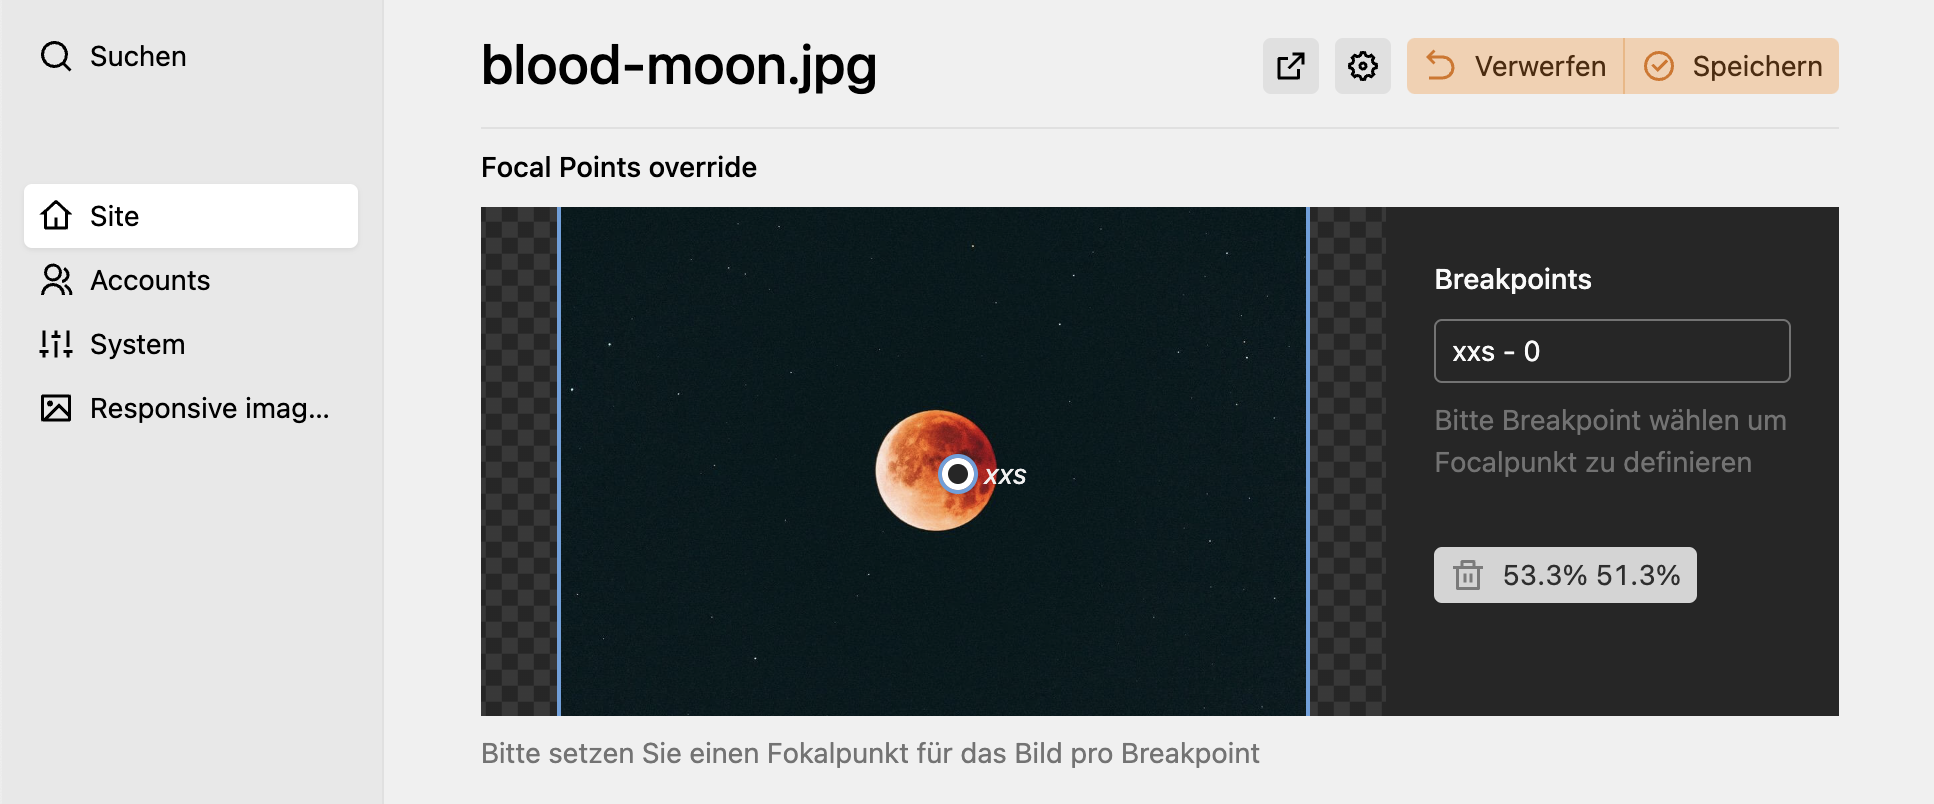 Suchen
Site
Accounts
System
Responsive imag...
blood-moon.jpg
Verwerfen
Speichern
Focal Points override
xxs
Breakpoints
xxs - 0
Bitte Breakpoint wählen um
Focalpunkt zu definieren
53.3% 51.3%
Bitte setzen Sie einen Fokalpunkt für das Bild pro Breakpoint